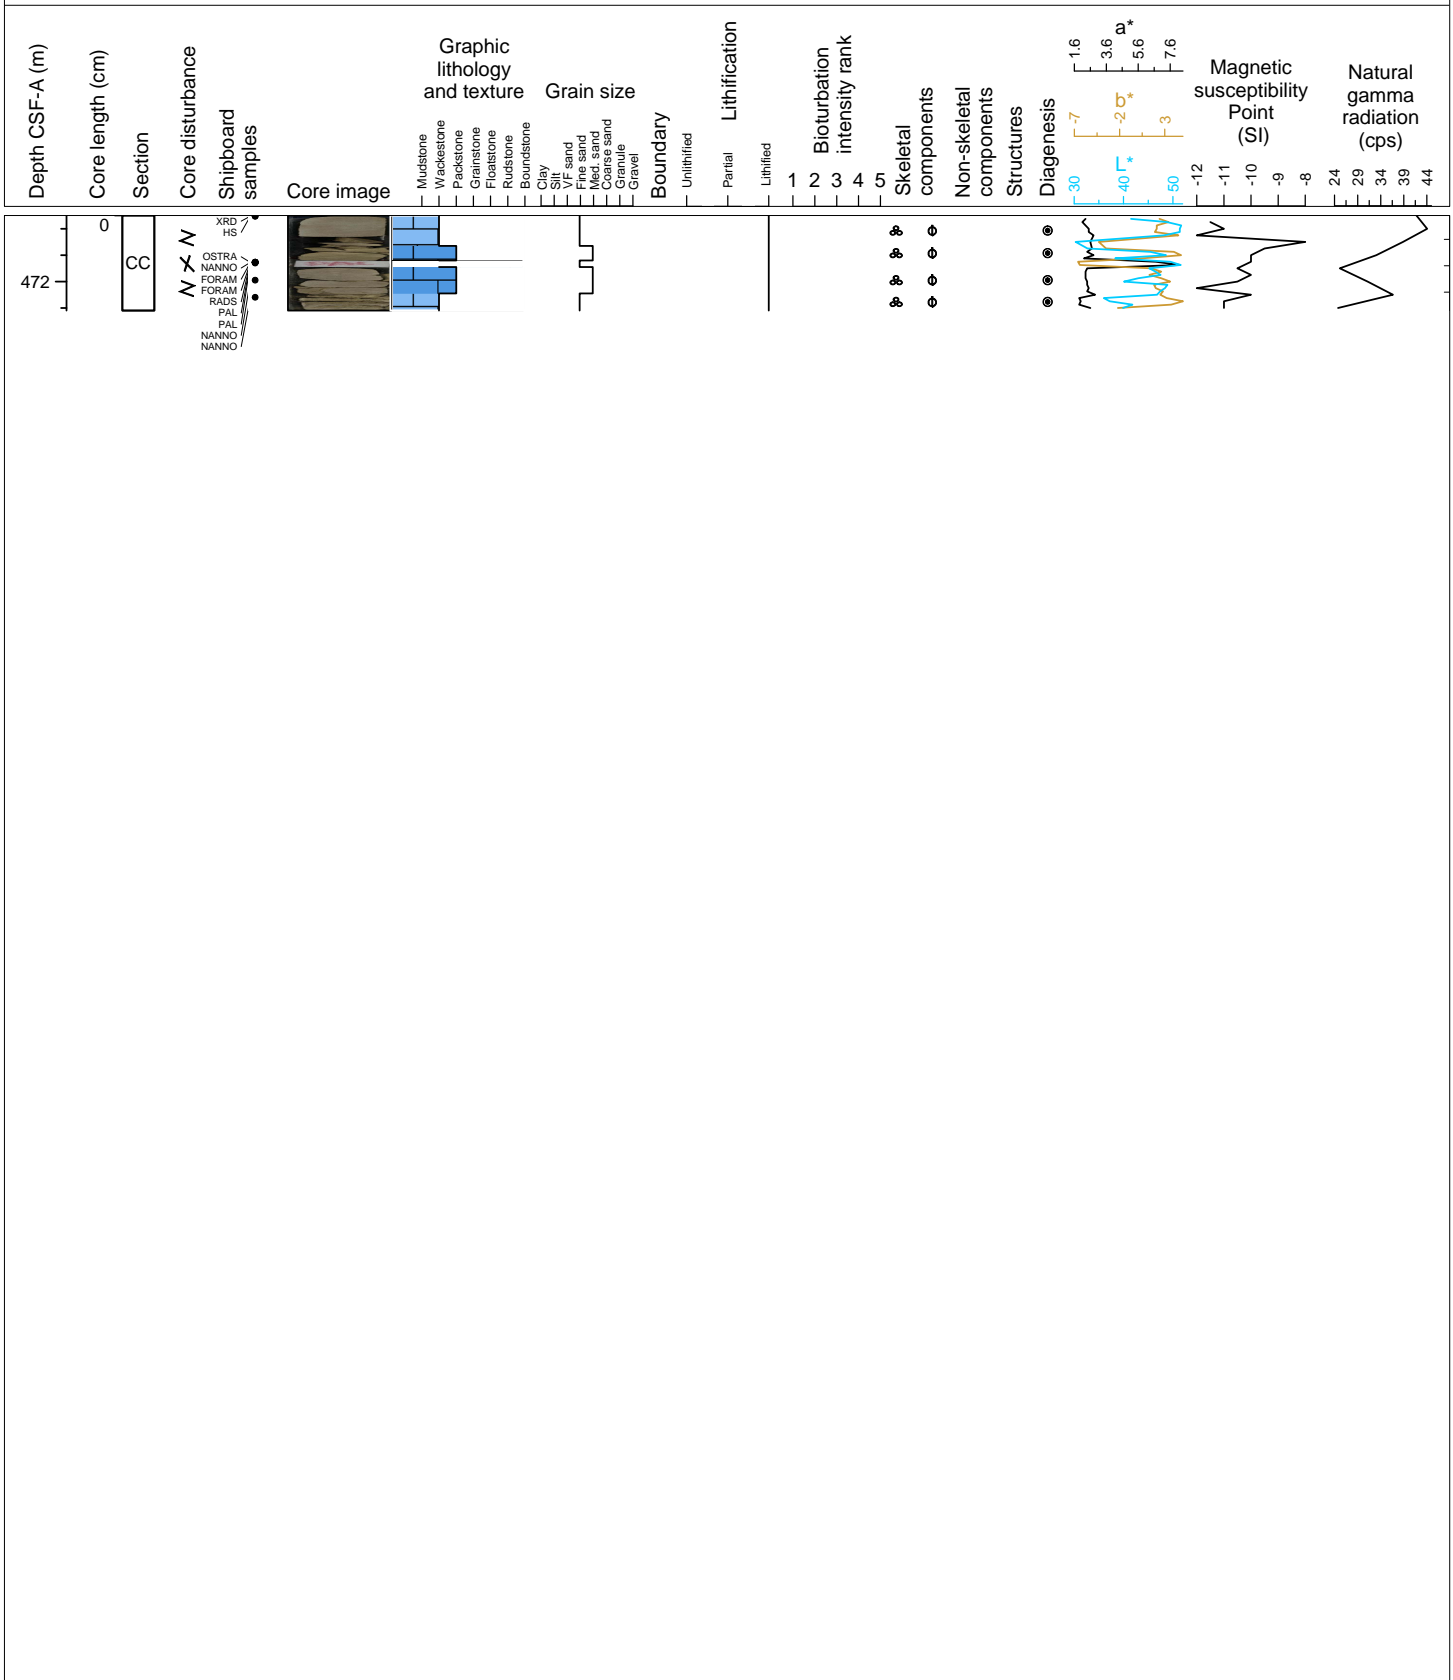 Depth CSF-A (m)
Core length (cm)
Section
Core disturbance
Shipboard
samples
Core image
Graphic
lithology
and texture
Mudstone
Wackestone
Packstone
Grainstone
Floatstone
Rudstone
Boundstone
Grain size
Clay
Silt
VF sand
Fine sand
Med. sand
Coarse sand
Granule
Gravel
Boundary
Lithification
Unlithified
Partial
Lithified
Bioturbation
intensity rank
1 2 3 4 5
Skeletal
components
Non-skeletal
components
Structures
Diagenesis
a*
1.6 3.6 5.6 7.6
b*
-7 -2 3
L*
30 40 50
Magnetic
susceptibility
Point
(SI)
-12 -11 -10 -9 -8
Natural
gamma
radiation
(cps)
24 29 34 39 44
0
472
CC
XRD
HS
OSTRA
NANNO
FORAM
FORAM
RADS
PAL
PAL
NANNO
NANNO